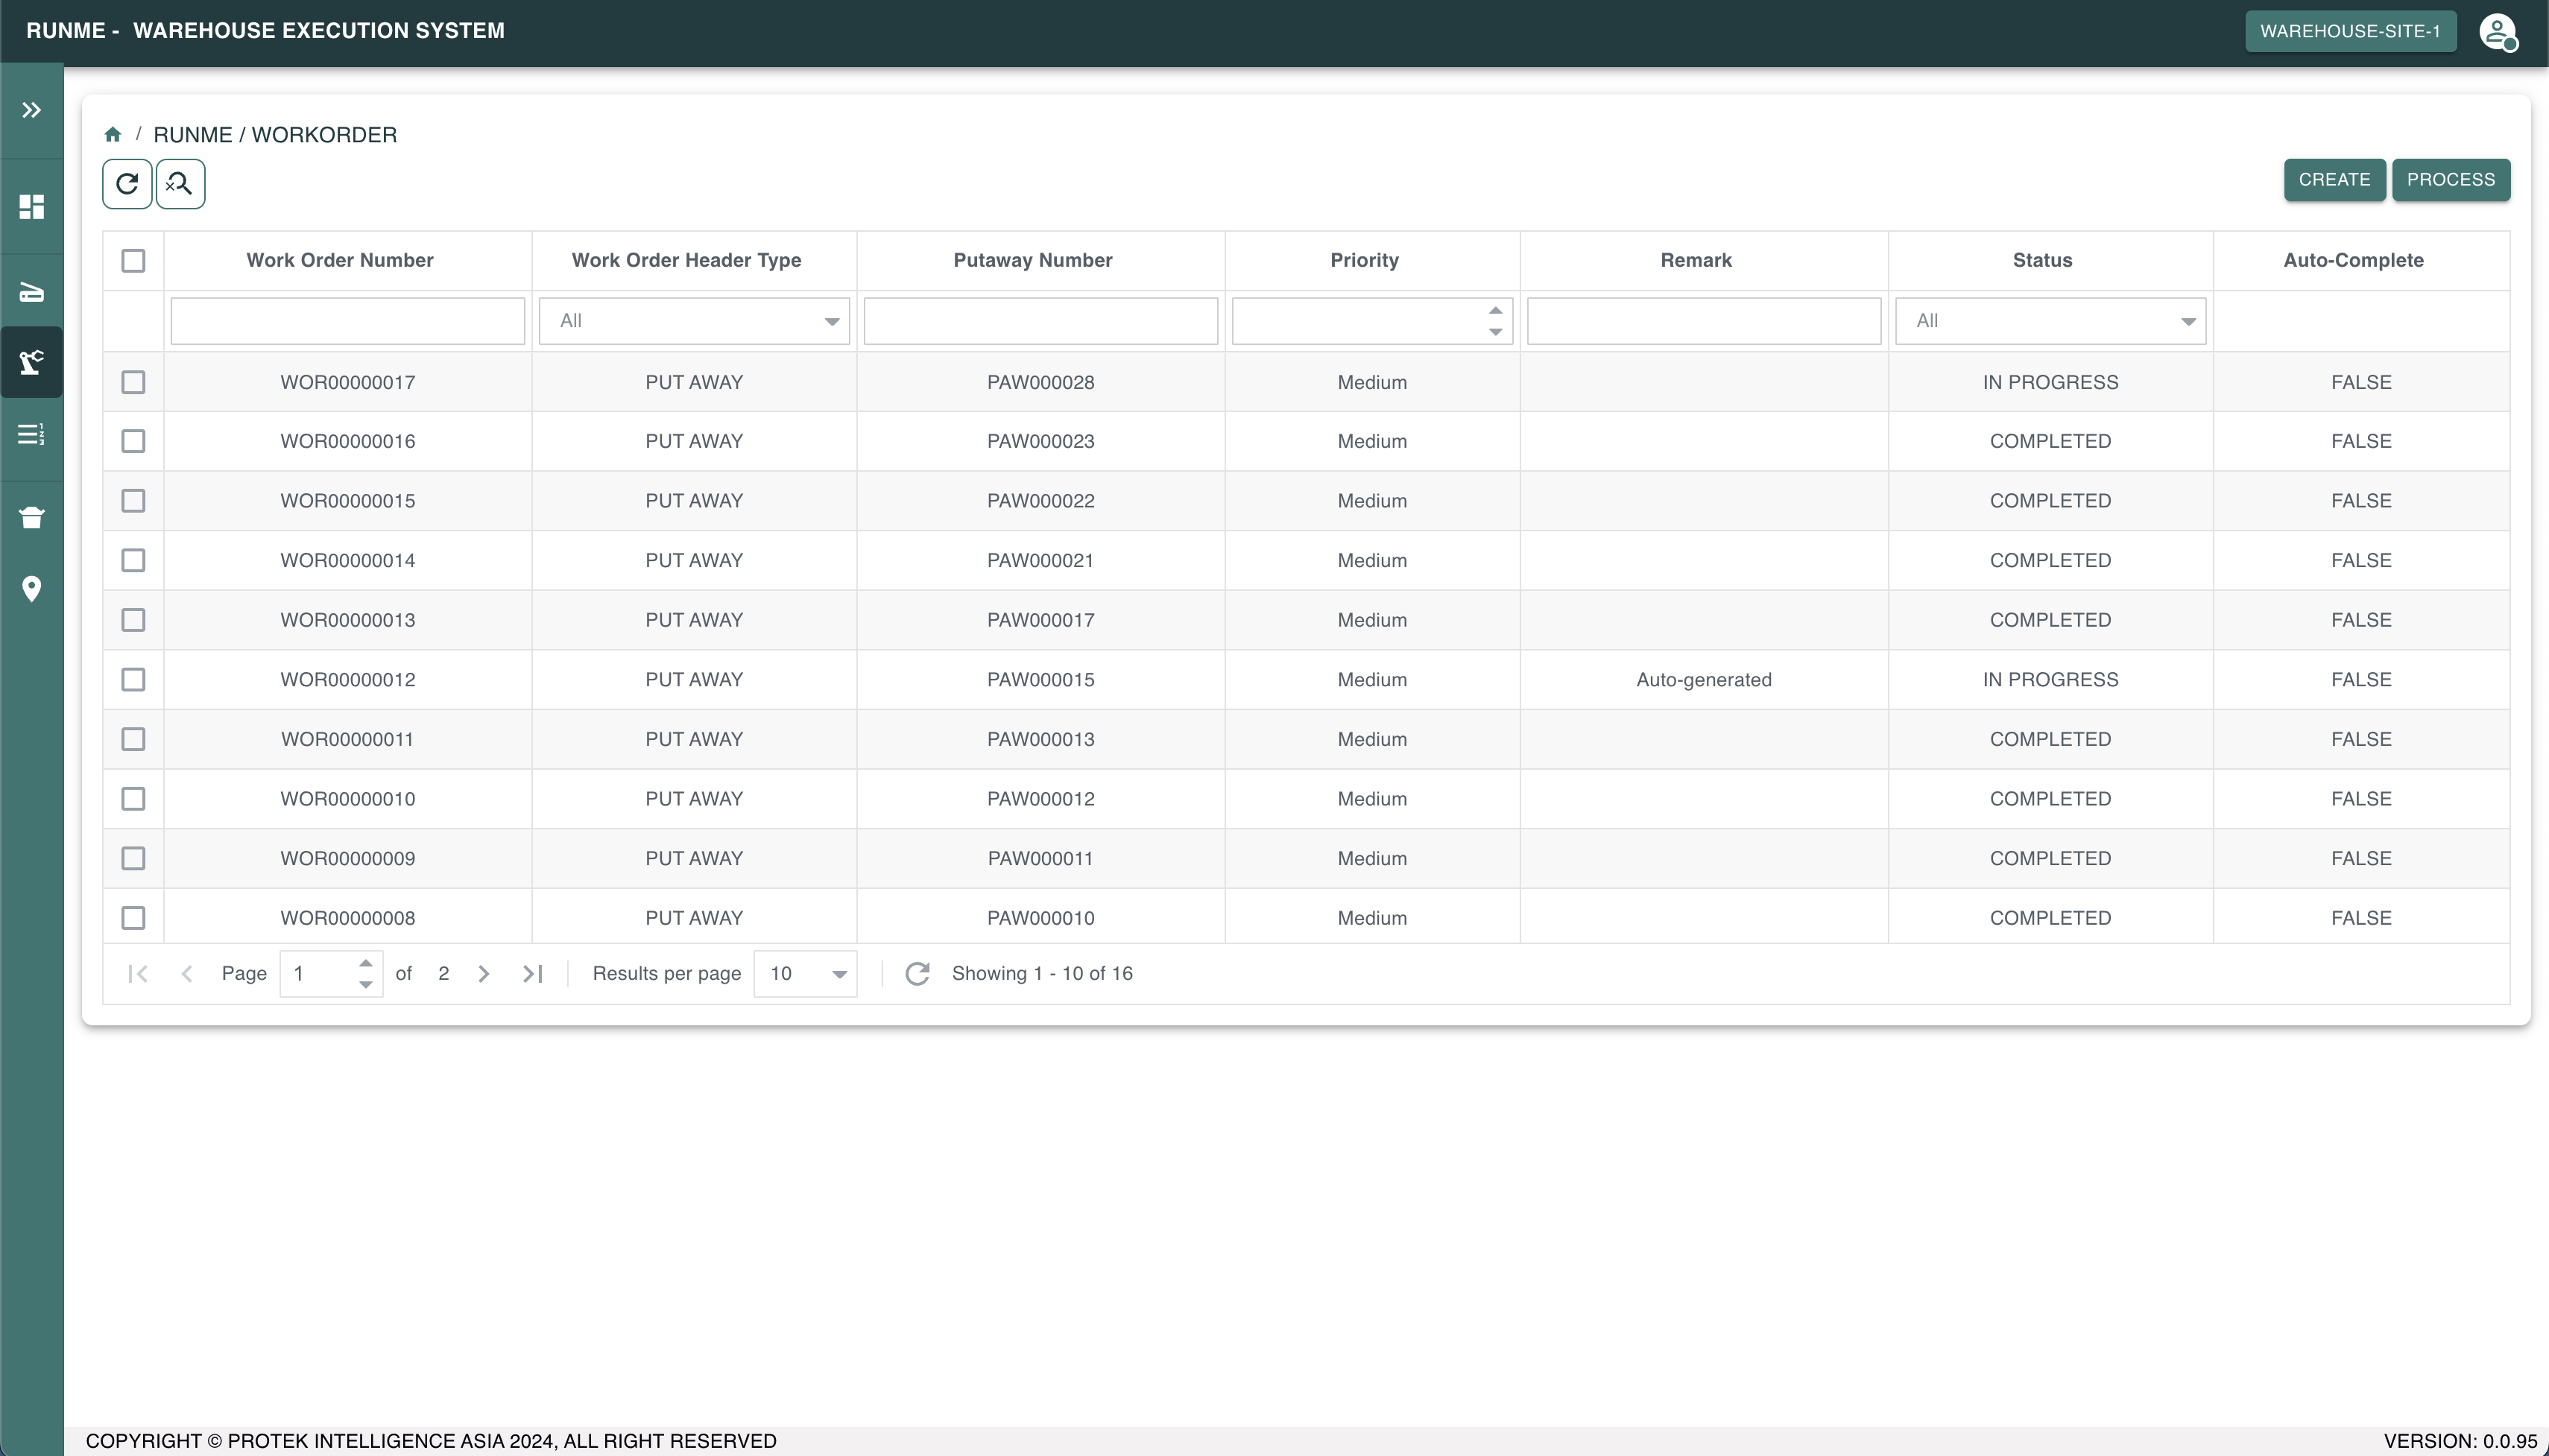 RUNME - WAREHOUSE EXECUTION SYSTEM WAREHOUSE-SITE-1
/ RUNME / WORKORDER
CREATE PROCESS
Work Order Number Work Order Header Type Putaway Number Priority Remark Status Auto-Complete
All All
WOR00000017 PUT AWAY PAW000028 Medium IN PROGRESS FALSE
WOR00000016 PUT AWAY PAW000023 Medium COMPLETED FALSE
WOR00000015 PUT AWAY PAW000022 Medium COMPLETED FALSE
WOR00000014 PUT AWAY PAW000021 Medium COMPLETED FALSE
WOR00000013 PUT AWAY PAW000017 Medium COMPLETED FALSE
WOR00000012 PUT AWAY PAW000015 Medium Auto-generated IN PROGRESS FALSE
WOR00000011 PUT AWAY PAW000013 Medium COMPLETED FALSE
WOR00000010 PUT AWAY PAW000012 Medium COMPLETED FALSE
WOR00000009 PUT AWAY PAW000011 Medium COMPLETED FALSE
WOR00000008 PUT AWAY PAW000010 Medium COMPLETED FALSE
Page 1 of 2 Results per page 10 Showing 1 - 10 of 16
COPYRIGHT © PROTEK INTELLIGENCE ASIA 2024, ALL RIGHT RESERVED VERSION: 0.0.95